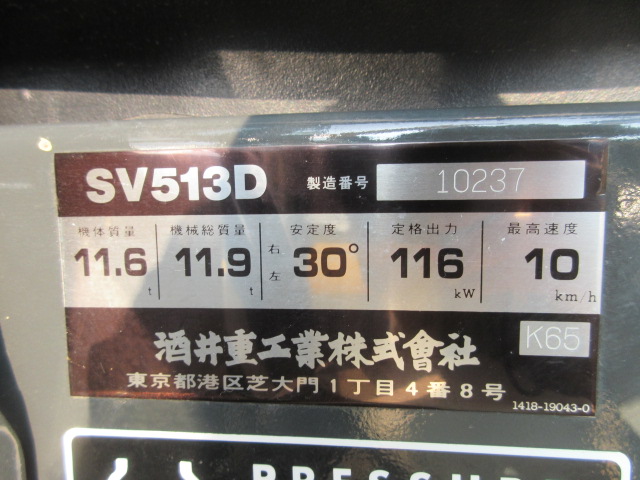 SV513D 製造番号 10237
機体質量 機械総質量 安定度 定格出力 最高速度
11.6 t 11.9 t 右 左 30° 116 kW 10 km/h
酒井重工業株式會社 K65
東京都港区芝大門1丁目4番8号
1418-19043-0